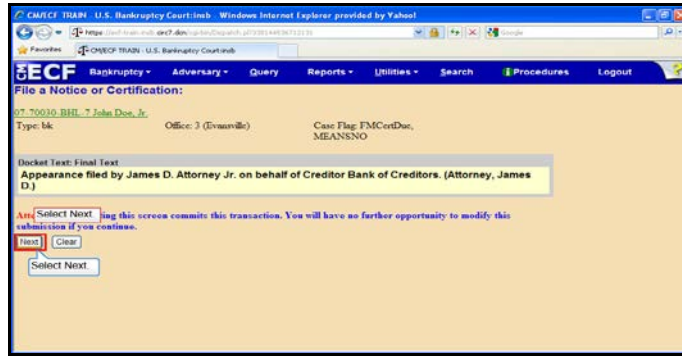 CM/ECF TRAIN - U.S. Bankruptcy Court:insb - Windows Internet Explorer provided by Yahoo!
Google
Favorites CM/ECF TRAIN - U.S. Bankruptcy Court:insb
ECF Bankruptcy Adversary Query Reports Utilities Search Procedures Logout
File a Notice or Certification:
07-70030-BHL-7 John Doe, Jr.
Type: bk Office: 3 (Evansville) Case Flag: FMCertDue,
MEANSNO
Docket Text: Final Text
Appearance filed by James D. Attorney Jr. on behalf of Creditor Bank of Creditors. (Attorney, James
D.)
Select Next. ing this screen commits this transaction. You will have no further opportunity to modify this
submission if you continue.
Next Clear
Select Next.